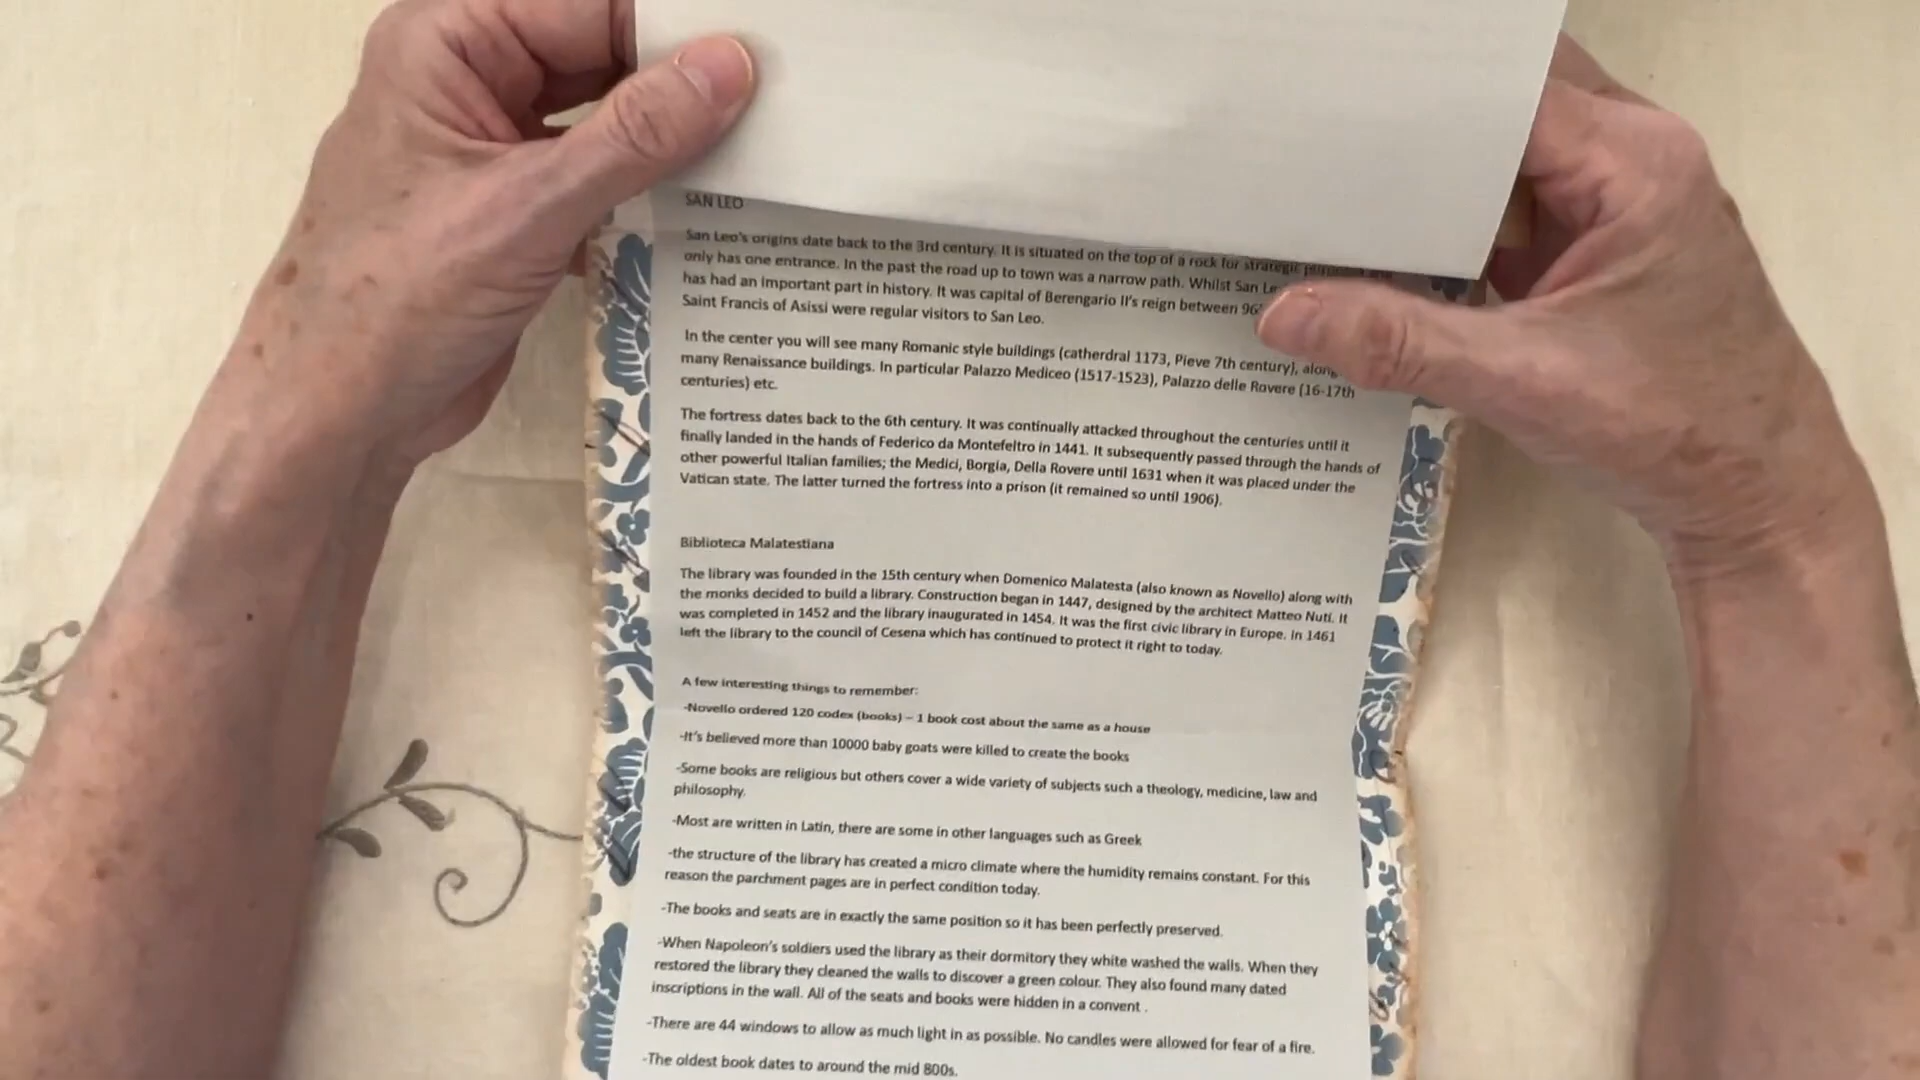 SAN LEO
San Leo's origins date back to the 3rd century. It is situated on the top of a rock for strategic
only has one entrance. In the past the road up to town was a narrow path. Whilst San
has had an important part in history. It was capital of Berengario II's reign between
Saint Francis of Asissi were regular visitors to San Leo.
In the center you will see many Romanic style buildings (catherdral 1173, Pieve 7th century), along
many Renaissance buildings. In particular Palazzo Mediceo (1517-1523), Palazzo delle Rovere (16-17th
centuries) etc.
The fortress dates back to the 6th century. It was continually attacked throughout the centuries until it
finally landed in the hands of Federico da Montefeltro in 1441. It subsequently passed through the hands of
other powerful Italian families; the Medici, Borgia, Della Rovere until 1631 when it was placed under the
Vatican state. The latter turned the fortress into a prison (it remained so until 1906).
Biblioteca Malatestiana
The library was founded in the 15th century when Domenico Malatesta (also known as Novello) along with
the monks decided to build a library. Construction began in 1447, designed by the architect Matteo Nuti. It
was completed in 1452 and the library inaugurated in 1454. It was the first civic library in Europe. In 1461
left the library to the council of Cesena which has continued to protect it right to today.
A few interesting things to remember:
-Novello ordered 120 codex (books) – 1 book cost about the same as a house
-It's believed more than 10000 baby goats were killed to create the books
-Some books are religious but others cover a wide variety of subjects such a theology, medicine, law and
philosophy.
-Most are written in Latin, there are some in other languages such as Greek
-the structure of the library has created a micro climate where the humidity remains constant. For this
reason the parchment pages are in perfect condition today.
-The books and seats are in exactly the same position so it has been perfectly preserved.
-When Napoleon's soldiers used the library as their dormitory they white washed the walls. When they
restored the library they cleaned the walls to discover a green colour. They also found many dated
inscriptions in the wall. All of the seats and books were hidden in a convent .
-There are 44 windows to allow as much light in as possible. No candles were allowed for fear of a fire.
-The oldest book dates to around the mid 800s.